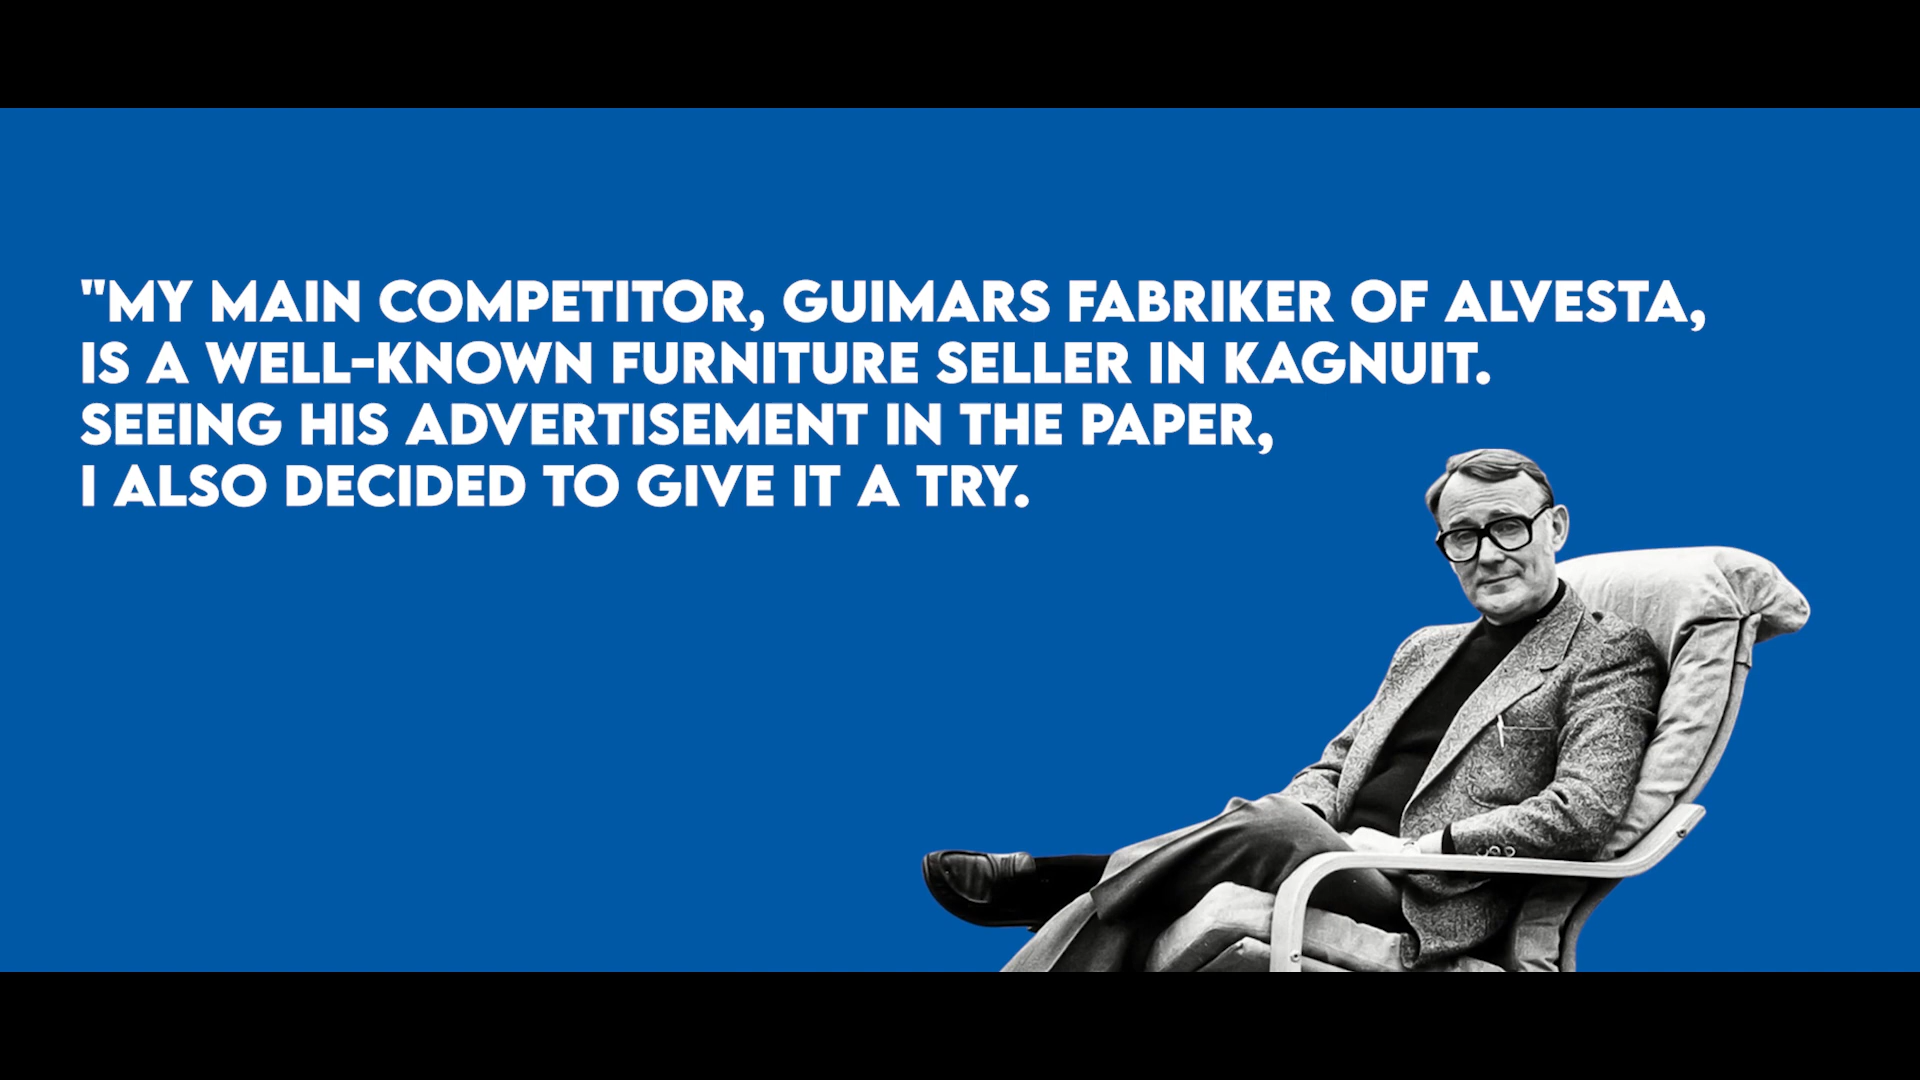 "MY MAIN COMPETITOR, GUIMARS FABRIKER OF ALVESTA,
IS A WELL-KNOWN FURNITURE SELLER IN KAGNUIT.
SEEING HIS ADVERTISEMENT IN THE PAPER,
I ALSO DECIDED TO GIVE IT A TRY.